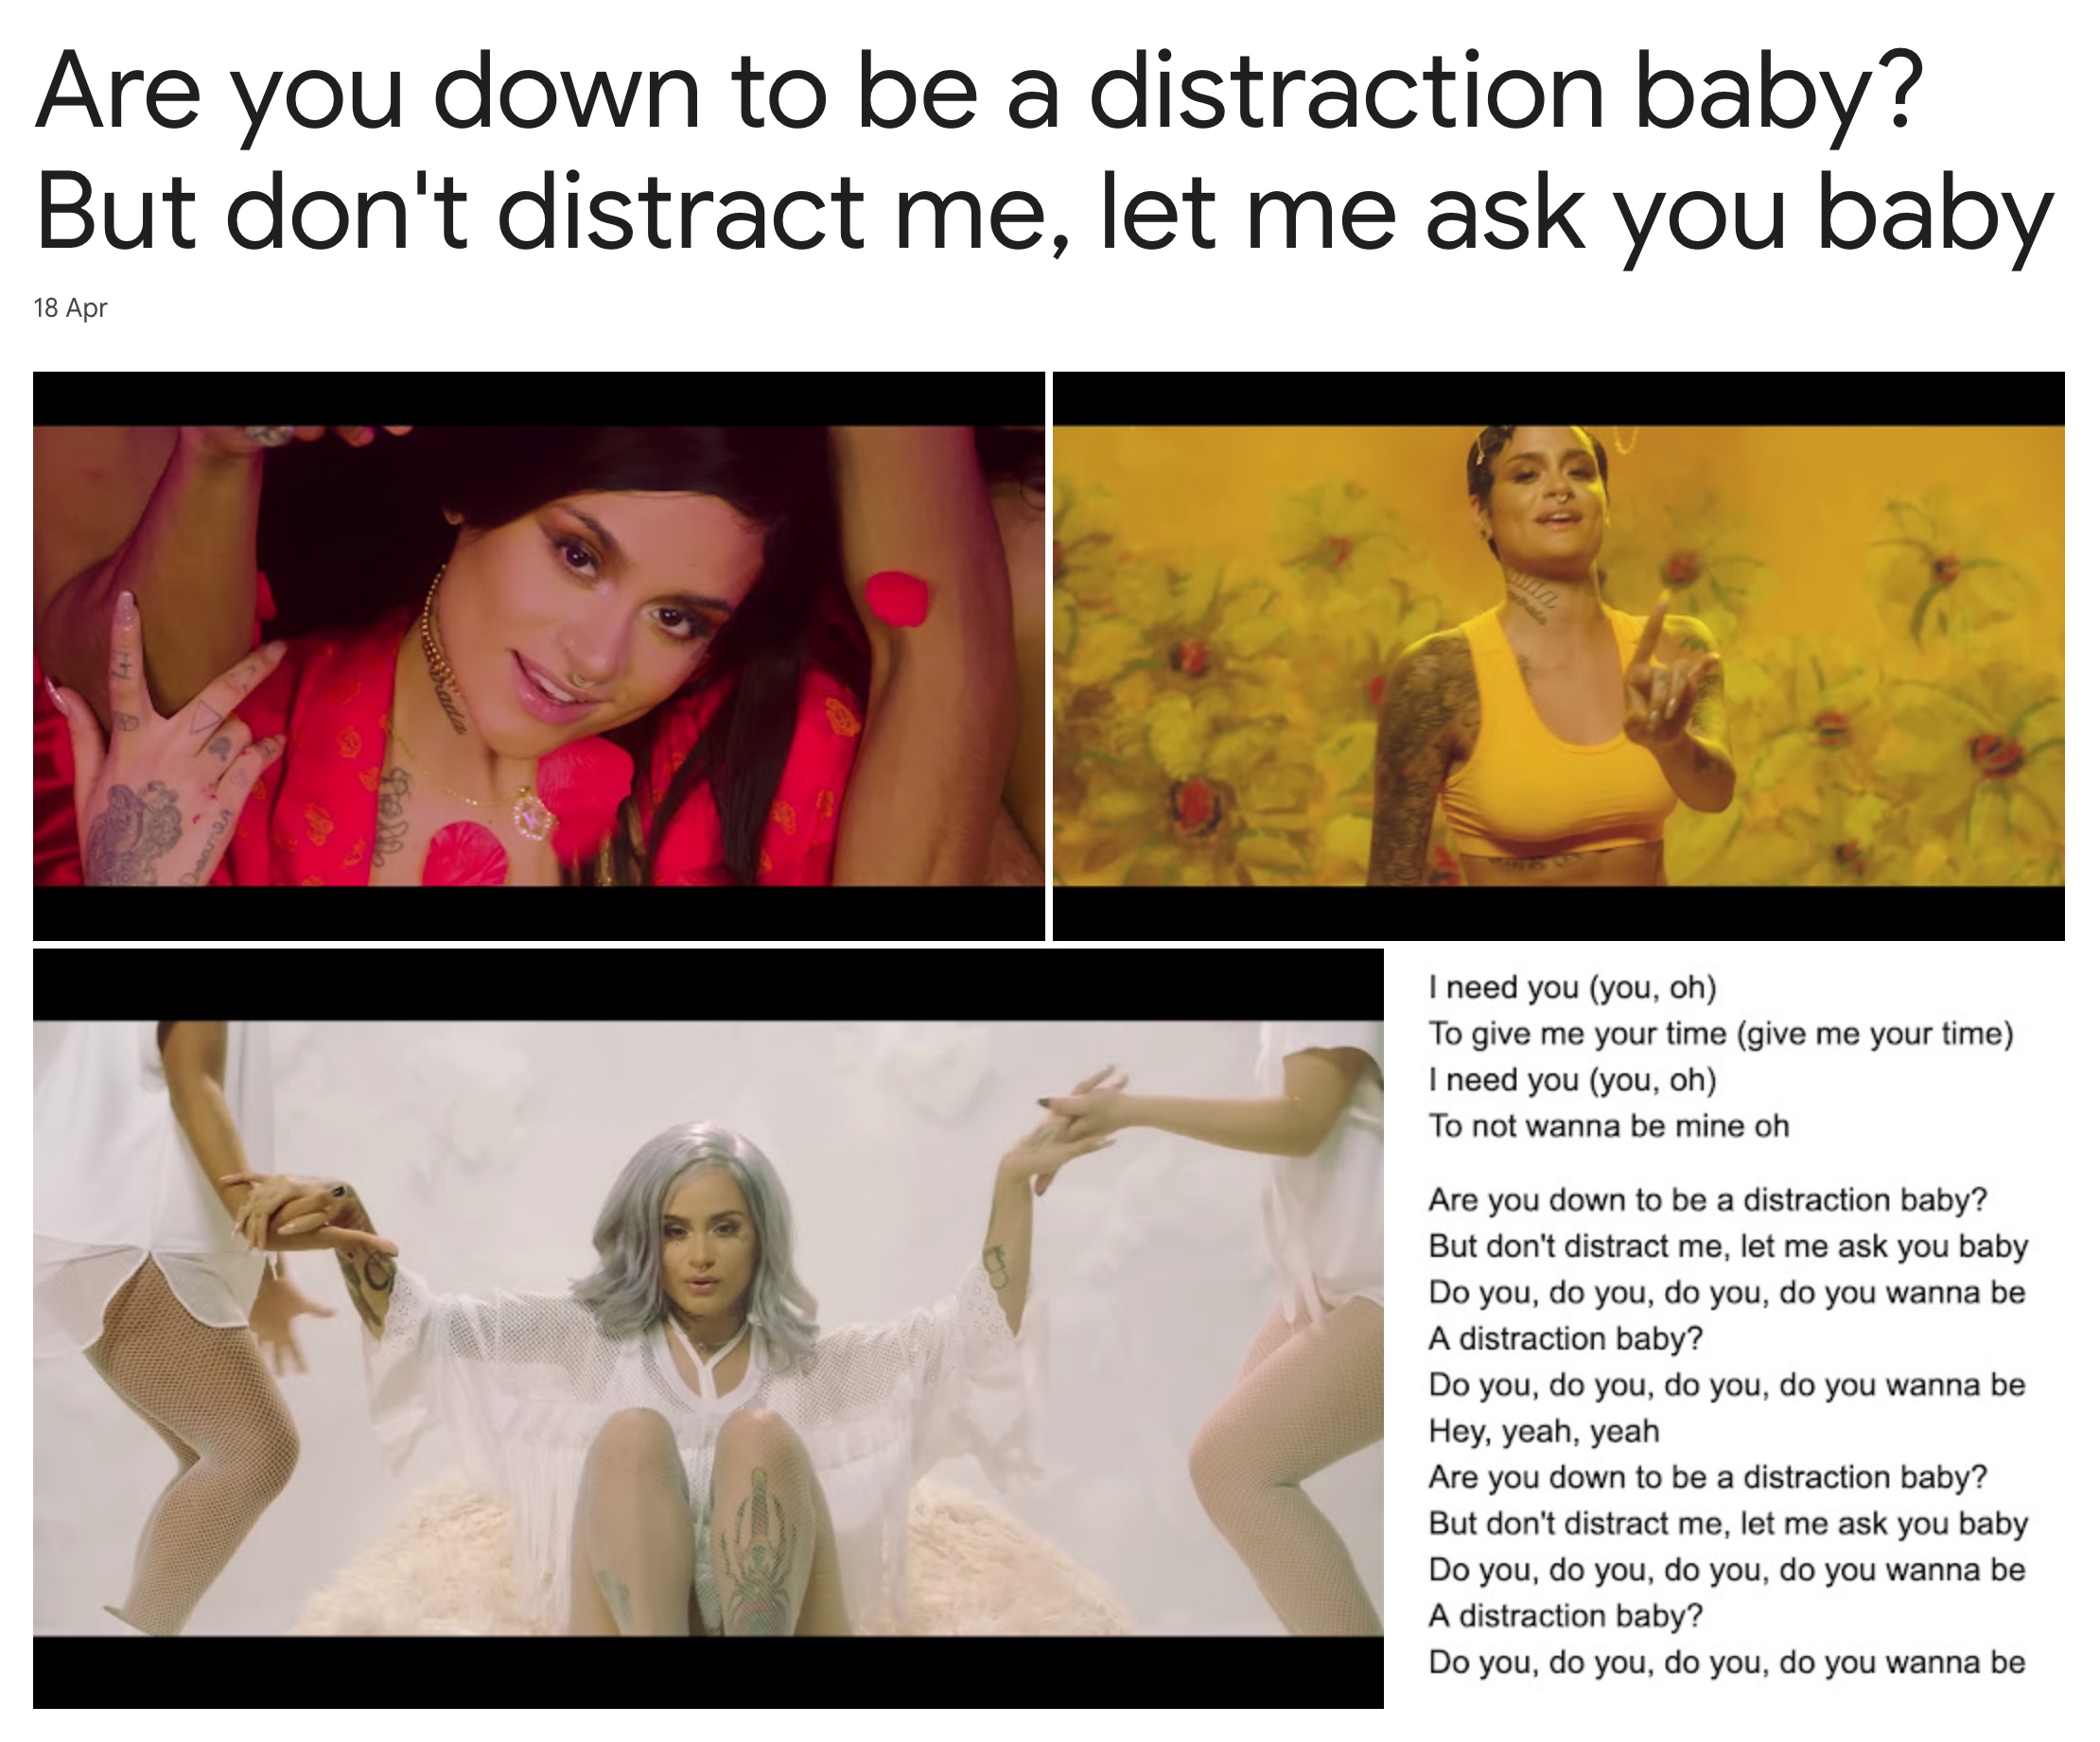 Are you down to be a distraction baby?
But don't distract me, let me ask you baby
18 Apr
I need you (you, oh)
To give me your time (give me your time)
I need you (you, oh)
To not wanna be mine oh
Are you down to be a distraction baby?
But don't distract me, let me ask you baby
Do you, do you, do you, do you wanna be
A distraction baby?
Do you, do you, do you, do you wanna be
Hey, yeah, yeah
Are you down to be a distraction baby?
But don't distract me, let me ask you baby
Do you, do you, do you, do you wanna be
A distraction baby?
Do you, do you, do you, do you wanna be